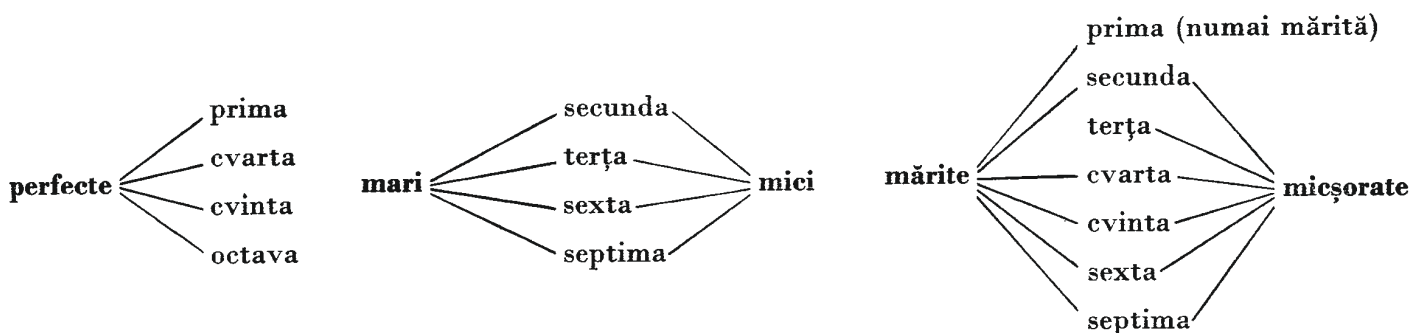 perfecte
prima
cvarta
cvinta
octava
mari
secunda
terța
sexta
septima
mici
mărite
prima (numai mărită)
secunda
terța
cvarta
cvinta
sexta
septima
micșorate